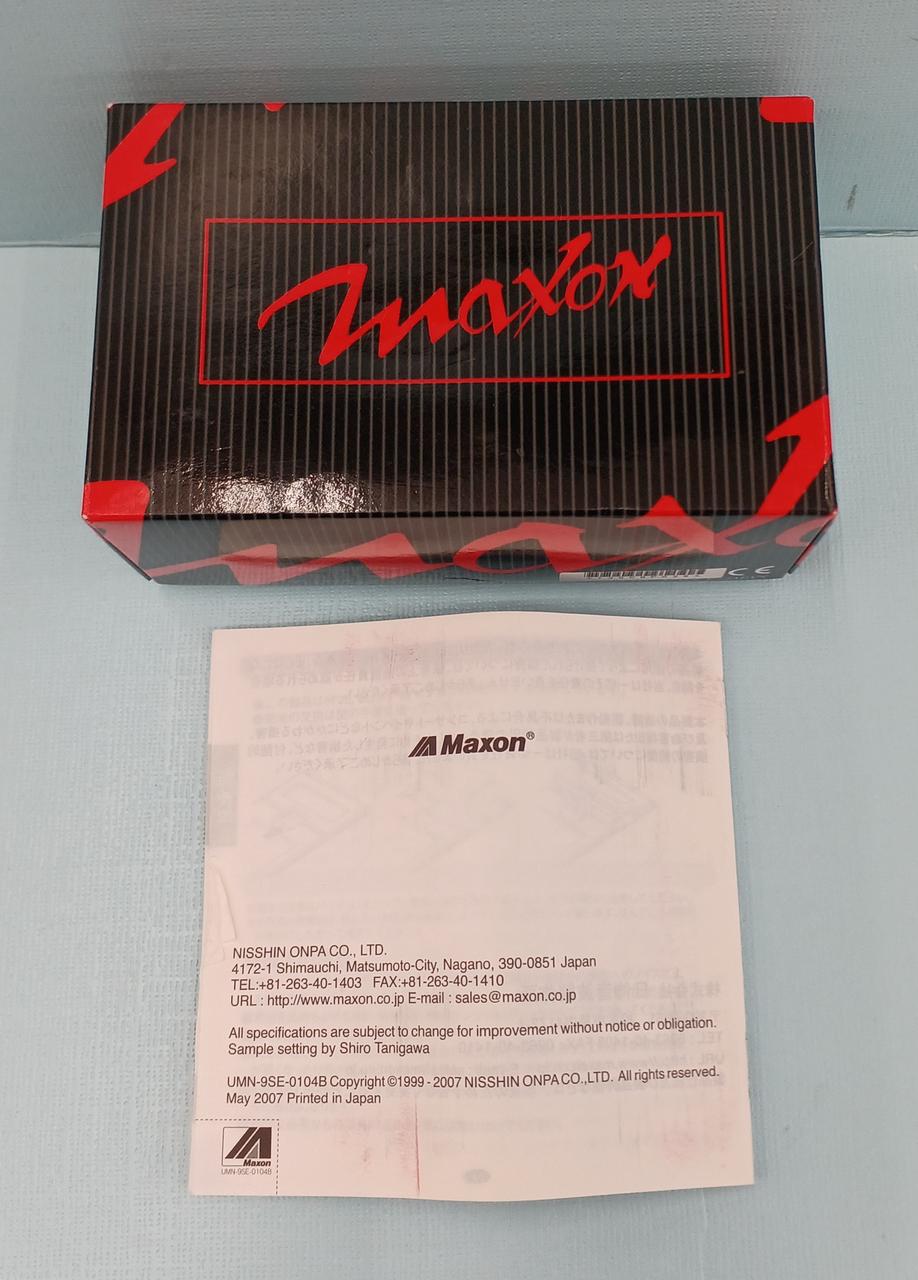 maxon
maxo
CE
Maxon®
NISSHIN ONPA CO., LTD.
4172-1 Shimauchi, Matsumoto-City, Nagano, 390-0851 Japan
TEL:+81-263-40-1403 FAX:+81-263-40-1410
URL : http://www.maxon.co.jp E-mail : sales@maxon.co.jp
All specifications are subject to change for improvement without notice or obligation.
Sample setting by Shiro Tanigawa
UMN-9SE-0104B Copyright ©1999 - 2007 NISSHIN ONPA CO.,LTD. All rights reserved.
May 2007 Printed in Japan
Maxon
UMN-9SE-0104B